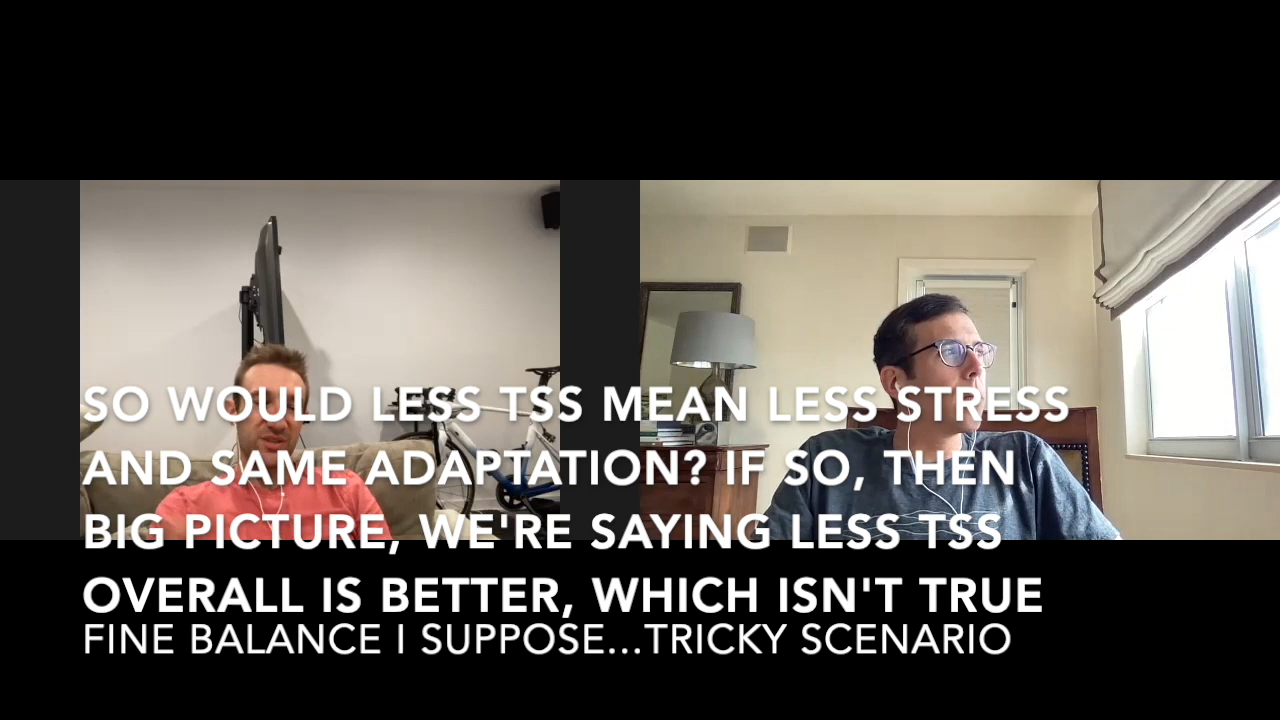 SO WOULD LESS TSS MEAN LESS STRESS
AND SAME ADAPTATION? IF SO, THEN
BIG PICTURE, WE'RE SAYING LESS TSS
OVERALL IS BETTER, WHICH ISN'T TRUE
FINE BALANCE I SUPPOSE...TRICKY SCENARIO